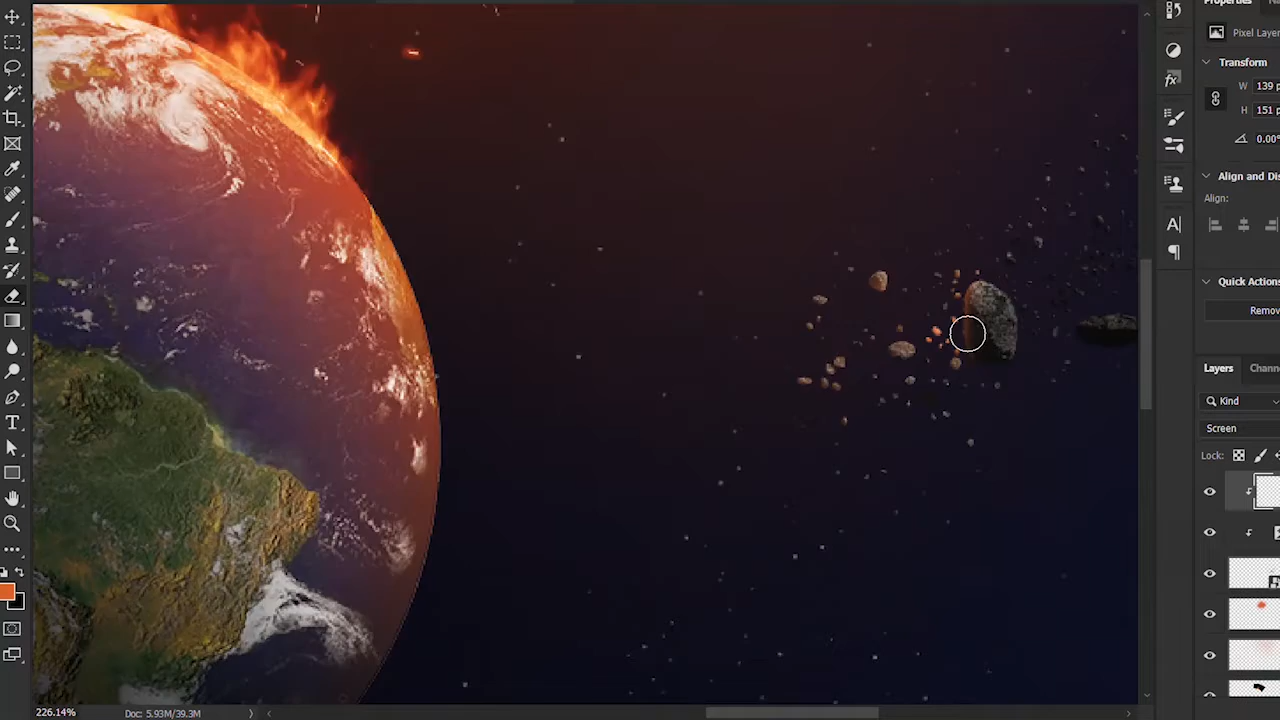 Properties
Pixel Laye
Transform
W 139 p
H 151 p
0.00°
Align and Dis
Align:
Quick Actions
Remov
Layers Chann
Kind
Screen
Lock:
226.14% Doc: 5.93M/39.3M